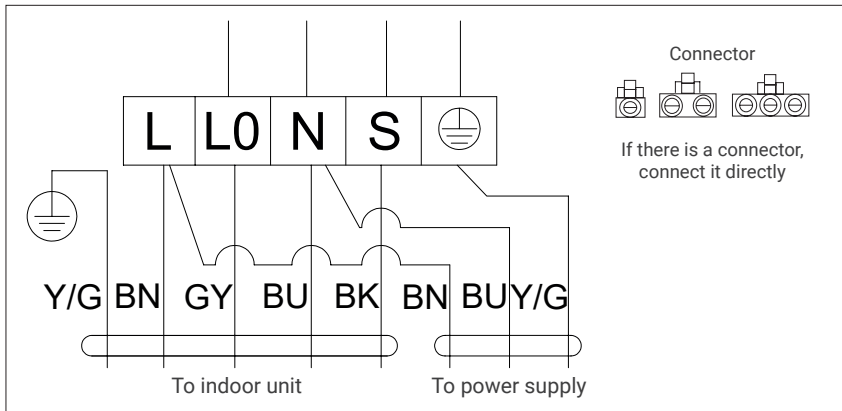 Connector
L L0 N S
If there is a connector,
connect it directly
Y/G BN GY BU BK BN BU Y/G
To indoor unit To power supply